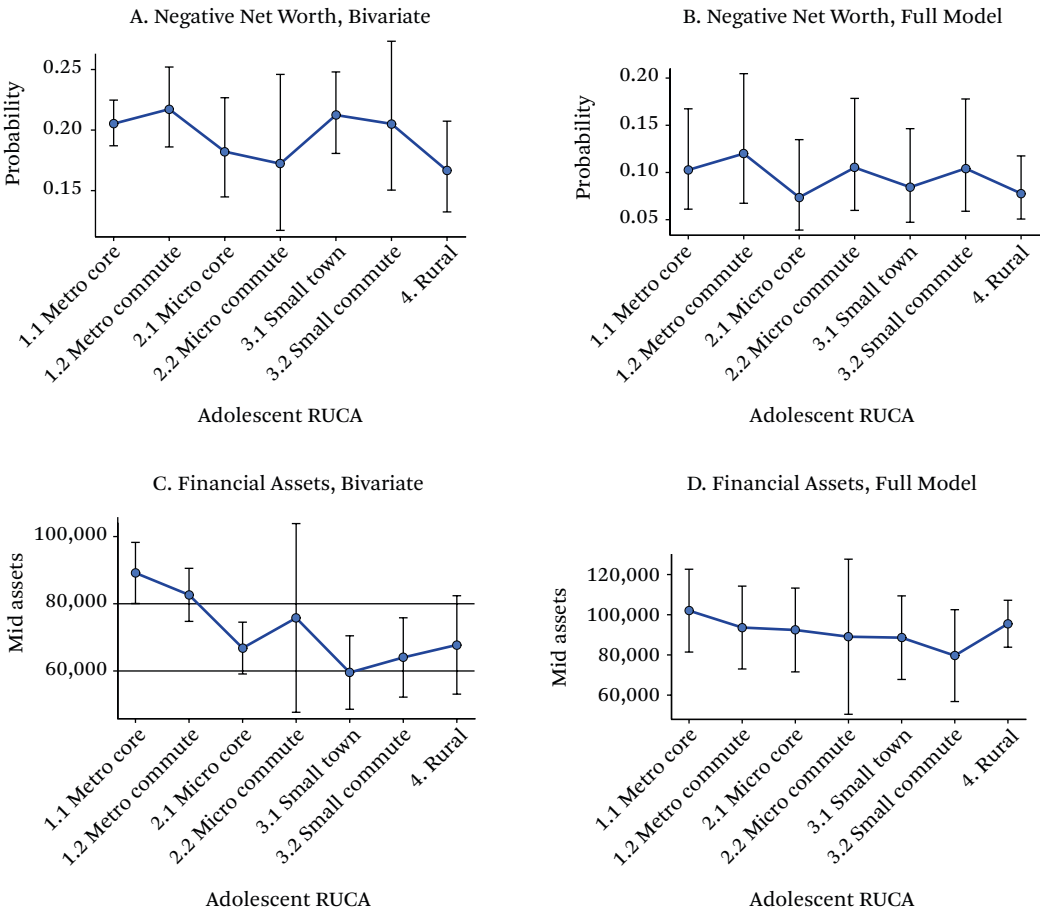 A. Negative Net Worth, Bivariate
Probability
0.25
0.20
0.15
1.1 Metro core
1.2 Metro commute
2.1 Micro core
2.2 Micro commute
3.1 Small town
3.2 Small commute
4. Rural
Adolescent RUCA
B. Negative Net Worth, Full Model
Probability
0.20
0.15
0.10
0.05
1.1 Metro core
1.2 Metro commute
2.1 Micro core
2.2 Micro commute
3.1 Small town
3.2 Small commute
4. Rural
Adolescent RUCA
C. Financial Assets, Bivariate
Mid assets
100,000
80,000
60,000
1.1 Metro core
1.2 Metro commute
2.1 Micro core
2.2 Micro commute
3.1 Small town
3.2 Small commute
4. Rural
Adolescent RUCA
D. Financial Assets, Full Model
Mid assets
120,000
100,000
80,000
60,000
1.1 Metro core
1.2 Metro commute
2.1 Micro core
2.2 Micro commute
3.1 Small town
3.2 Small commute
4. Rural
Adolescent RUCA